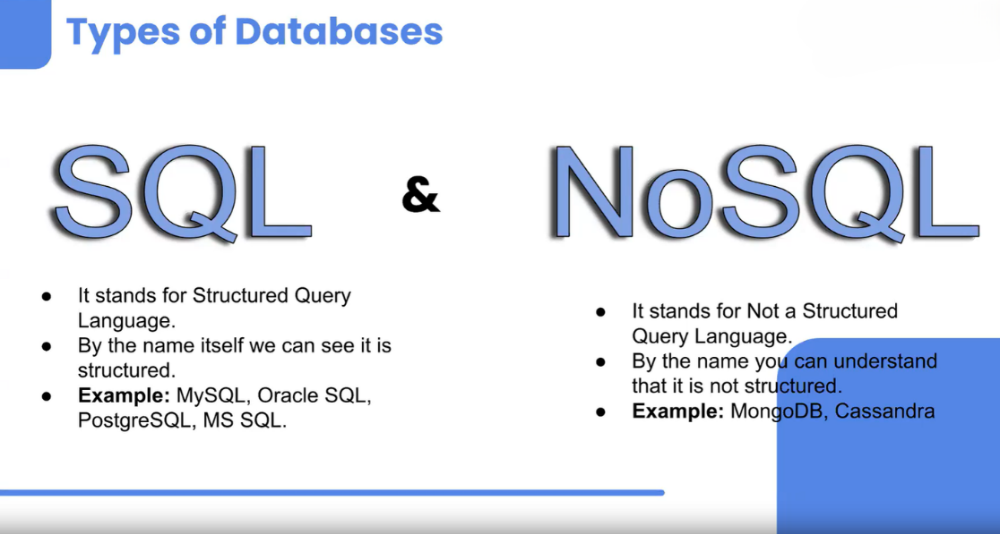 Types of Databases
SQL
&
NoSQL
● It stands for Structured Query
Language.
● By the name itself we can see it is
structured.
● Example: MySQL, Oracle SQL,
PostgreSQL, MS SQL.
● It stands for Not a Structured
Query Language.
● By the name you can understand
that it is not structured.
● Example: MongoDB, Cassandra